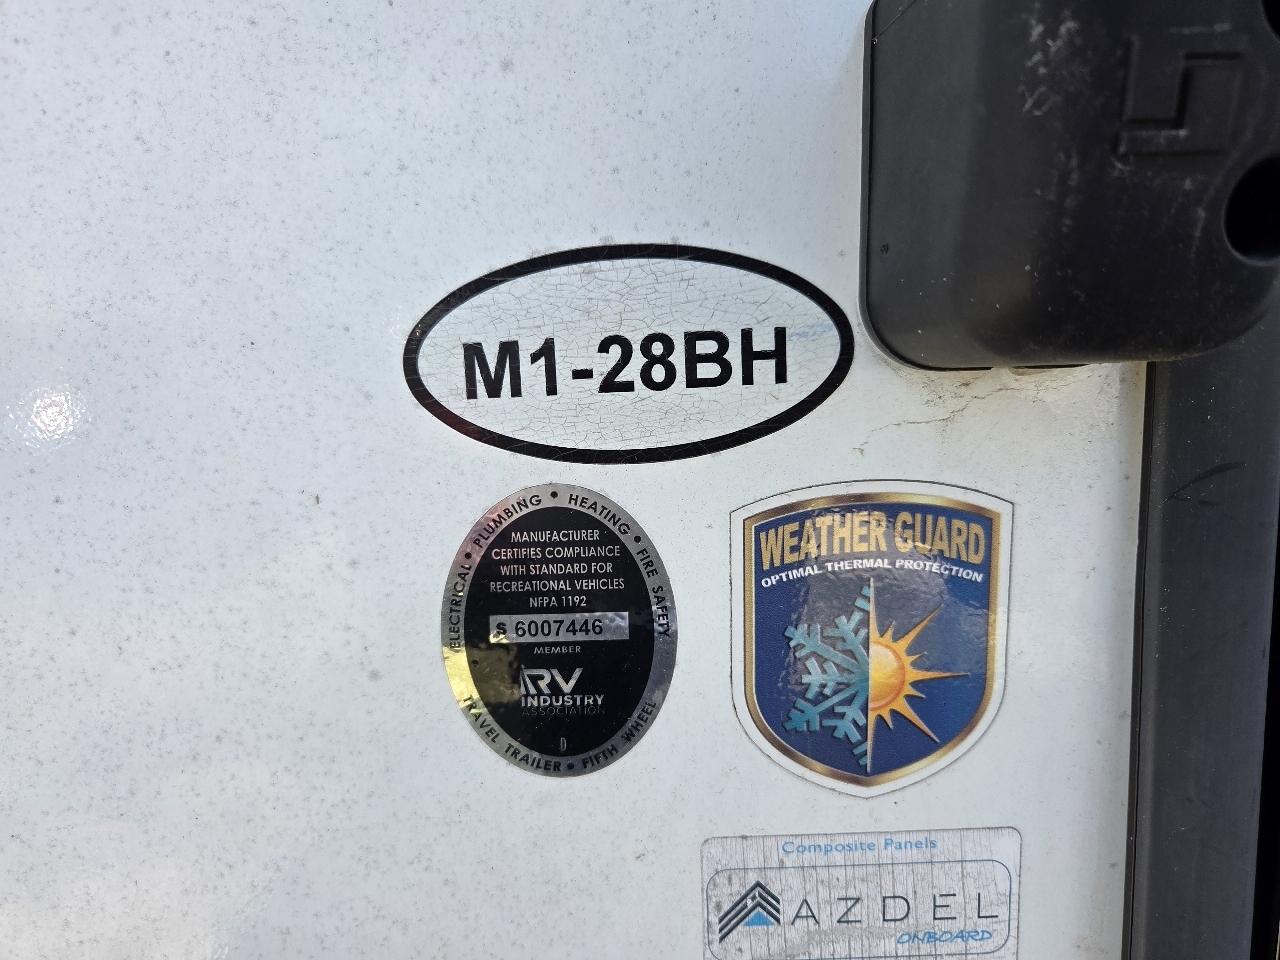 M1-28BH
ELECTRICAL • PLUMBING • HEATING • FIRE SAFETY
MANUFACTURER
CERTIFIES COMPLIANCE
WITH STANDARD FOR
RECREATIONAL VEHICLES
NFPA 1192
S 6007446
MEMBER
RV
INDUSTRY
ASSOCIATION
D
TRAVEL TRAILER • FIFTH WHEEL
WEATHER GUARD
OPTIMAL THERMAL PROTECTION
Composite Panels
AZDEL
ONBOARD